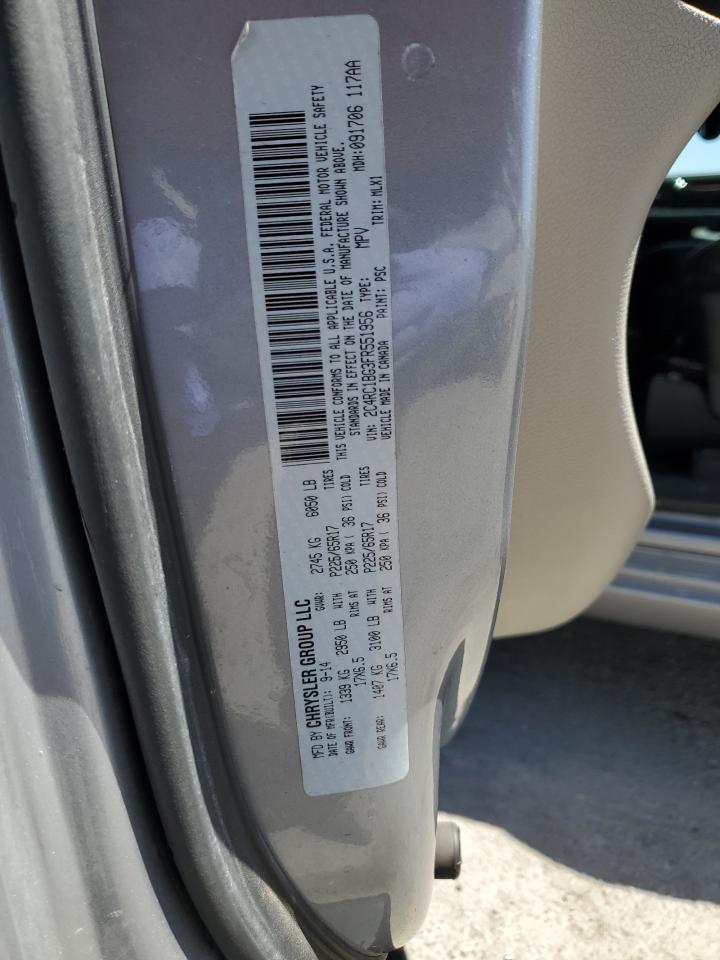 MFD BY CHRYSLER GROUP LLC
DATE OF MFR(BUILT): 9-14 GVWR: 2745 KG 6050 LB
GAWR FRONT: 1339 KG 2950 LB WITH P225/65R17 TIRES
17X6.5 RIMS AT 250 KPA ( 36 PSI) COLD
GAWR REAR: 1407 KG 3100 LB WITH P225/65R17 TIRES
17X6.5 RIMS AT 250 KPA ( 36 PSI) COLD
THIS VEHICLE CONFORMS TO ALL APPLICABLE U.S.A. FEDERAL MOTOR VEHICLE SAFETY
STANDARDS IN EFFECT ON THE DATE OF MANUFACTURE SHOWN ABOVE.
VIN: 2C4RC1BG3FR551956 TYPE: MPV MDH:091706 117AA
VEHICLE MADE IN CANADA PAINT: PSC TRIM: MLX1